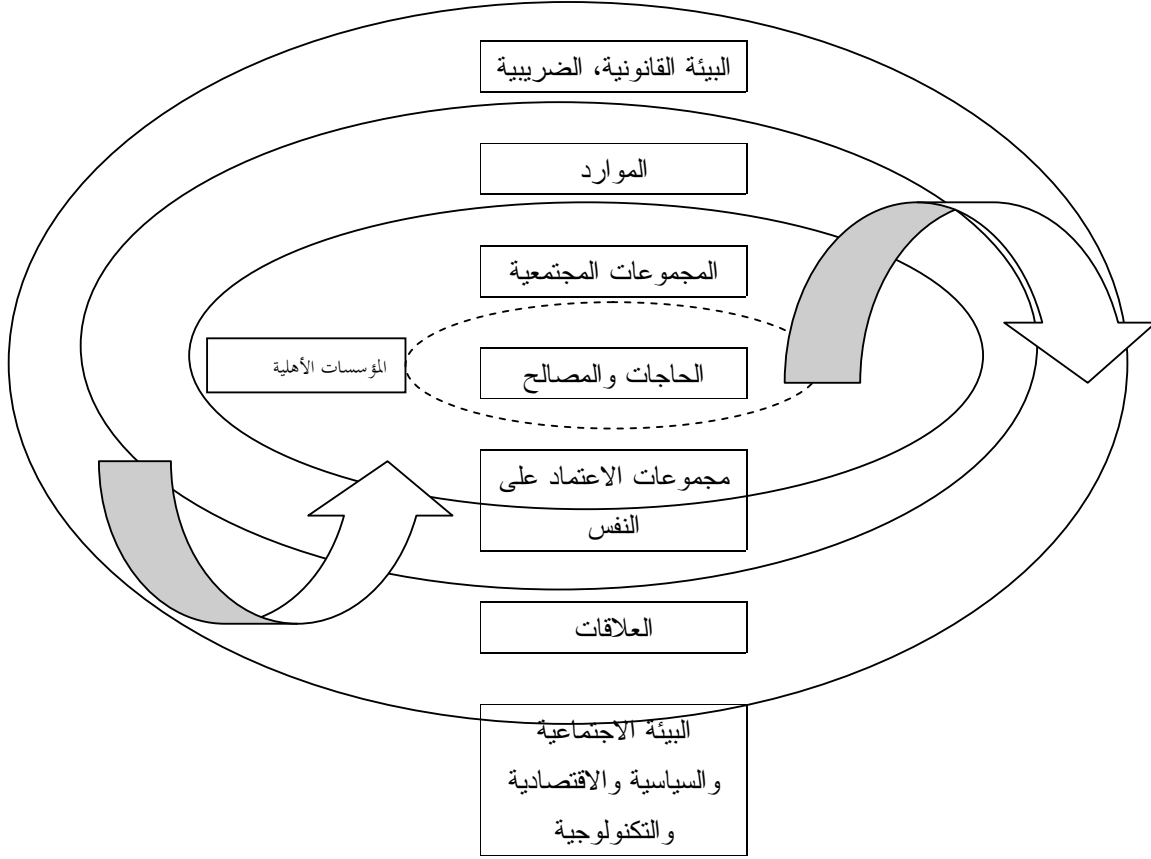 البيئة القانونية، الضريبية
الموارد
المجموعات المجتمعية
المؤسسات الأهلية
الحاجات والمصالح
مجموعات الاعتماد على
النفس
العلاقات
البيئة الاجتماعية
والسياسية والاقتصادية
والتكنولوجية